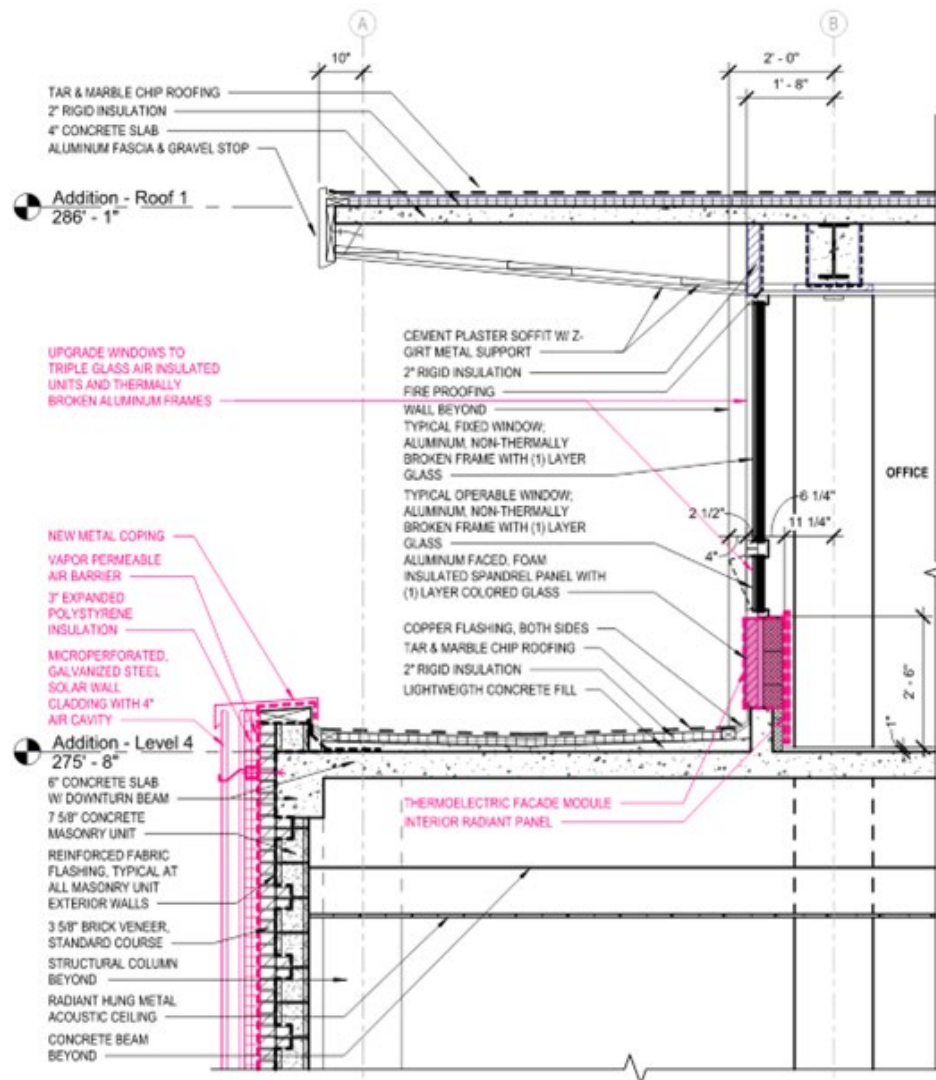 A
B
10"
2' - 0"
1' - 8"
TAR & MARBLE CHIP ROOFING
2" RIGID INSULATION
4" CONCRETE SLAB
ALUMINUM FASCIA & GRAVEL STOP
Addition - Roof 1
286' - 1"
UPGRADE WINDOWS TO
TRIPLE GLASS AIR INSULATED
UNITS AND THERMALLY
BROKEN ALUMINUM FRAMES
CEMENT PLASTER SOFFIT W/ Z-
GIRT METAL SUPPORT
2" RIGID INSULATION
FIRE PROOFING
WALL BEYOND
TYPICAL FIXED WINDOW;
ALUMINUM, NON-THERMALLY
BROKEN FRAME WITH (1) LAYER
GLASS
TYPICAL OPERABLE WINDOW;
ALUMINUM, NON-THERMALLY
BROKEN FRAME WITH (1) LAYER
GLASS
ALUMINUM FACED, FOAM
INSULATED SPANDREL PANEL WITH
(1) LAYER COLORED GLASS
COPPER FLASHING, BOTH SIDES
TAR & MARBLE CHIP ROOFING
2" RIGID INSULATION
LIGHTWEIGTH CONCRETE FILL
OFFICE
6 1/4"
2 1/2"
11 1/4"
4"
2' - 6"
1"
NEW METAL COPING
VAPOR PERMEABLE
AIR BARRIER
3" EXPANDED
POLYSTYRENE
INSULATION
MICROPERFORATED,
GALVANIZED STEEL
SOLAR WALL
CLADDING WITH 4"
AIR CAVITY
Addition - Level 4
275' - 8"
6" CONCRETE SLAB
W/ DOWNTURN BEAM
7 5/8" CONCRETE
MASONRY UNIT
REINFORCED FABRIC
FLASHING, TYPICAL AT
ALL MASONRY UNIT
EXTERIOR WALLS
3 5/8" BRICK VENEER,
STANDARD COURSE
STRUCTURAL COLUMN
BEYOND
RADIANT HUNG METAL
ACOUSTIC CEILING
CONCRETE BEAM
BEYOND
THERMOELECTRIC FACADE MODULE
INTERIOR RADIANT PANEL